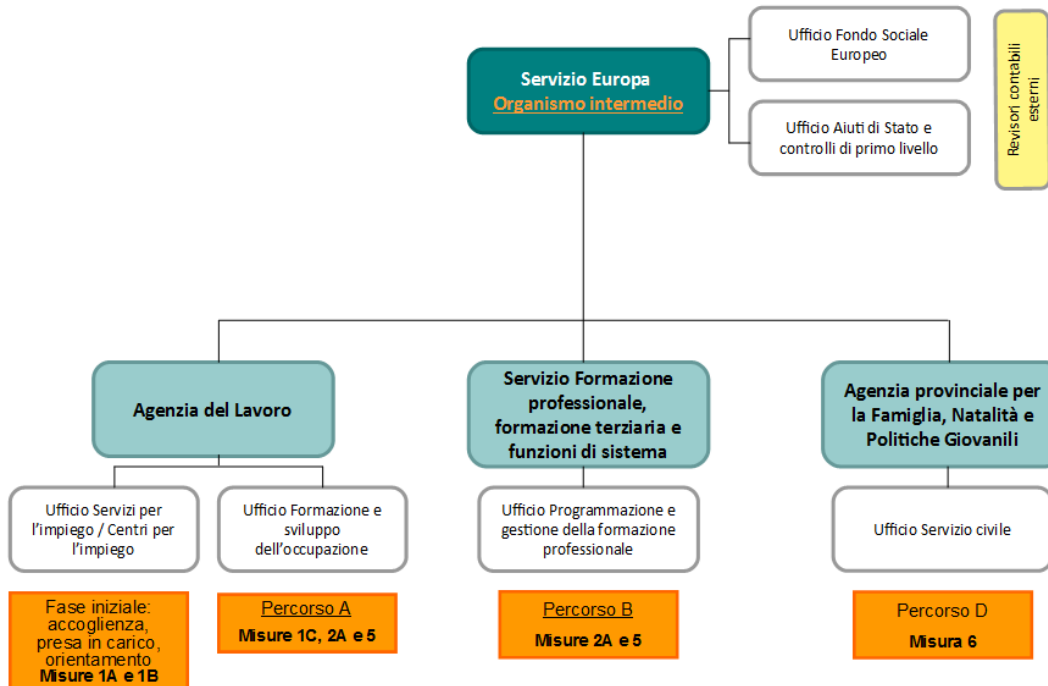 Ufficio Fondo Sociale
Europeo
Servizio Europa
Organismo intermedio
Ufficio Aiuti di Stato e
controlli di primo livello
Revisori contabili
esterni
Agenzia del Lavoro
Servizio Formazione
professionale,
formazione terziaria e
funzioni di sistema
Agenzia provinciale per
la Famiglia, Natalità e
Politiche Giovanili
Ufficio Servizi per
l’impiego / Centri per
l’impiego
Ufficio Formazione e
sviluppo
dell’occupazione
Ufficio Programmazione e
gestione della formazione
professionale
Ufficio Servizio civile
Fase iniziale:
accoglienza,
presa in carico,
orientamento
Misure 1A e 1B
Percorso A
Misure 1C, 2A e 5
Percorso B
Misure 2A e 5
Percorso D
Misura 6